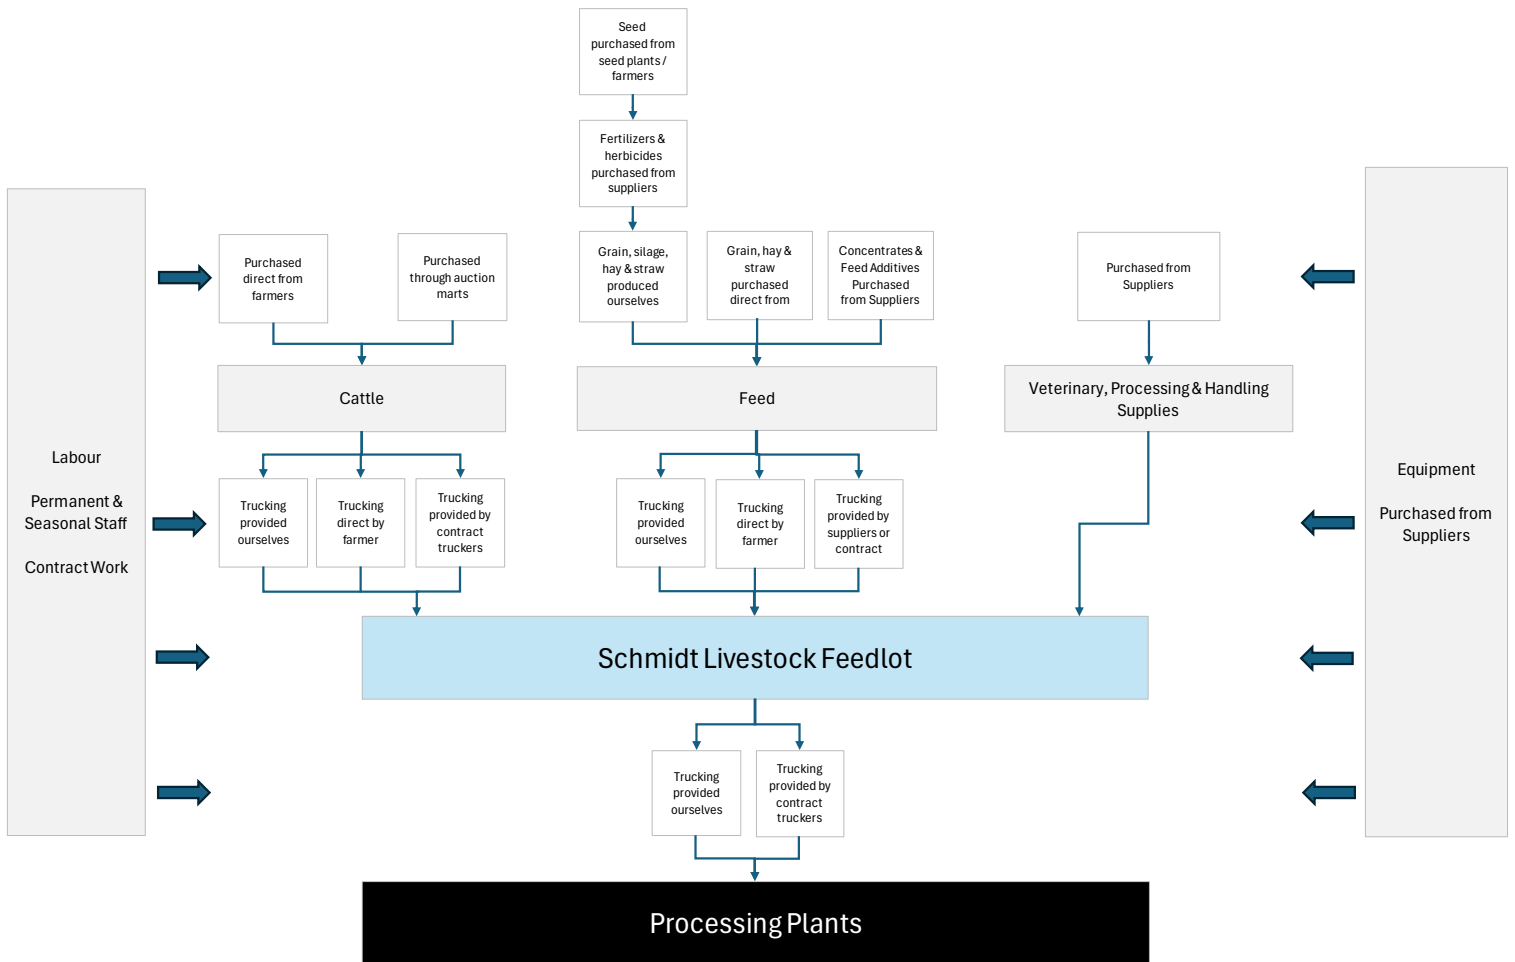 Seed
purchased from
seed plants /
farmers
Fertilizers &
herbicides
purchased from
suppliers
Purchased
direct from
farmers
Purchased
through auction
marts
Grain, silage,
hay & straw
produced
ourselves
Grain, hay &
straw
purchased
direct from
Concentrates &
Feed Additives
Purchased
from Suppliers
Purchased from
Suppliers
Cattle
Feed
Veterinary, Processing & Handling
Supplies
Labour
Permanent &
Seasonal Staff
Contract Work
Equipment
Purchased from
Suppliers
Trucking
provided
ourselves
Trucking
direct by
farmer
Trucking
provided by
contract
truckers
Trucking
provided
ourselves
Trucking
direct by
farmer
Trucking
provided by
suppliers or
contract
Schmidt Livestock Feedlot
Trucking
provided
ourselves
Trucking
provided by
contract
truckers
Processing Plants